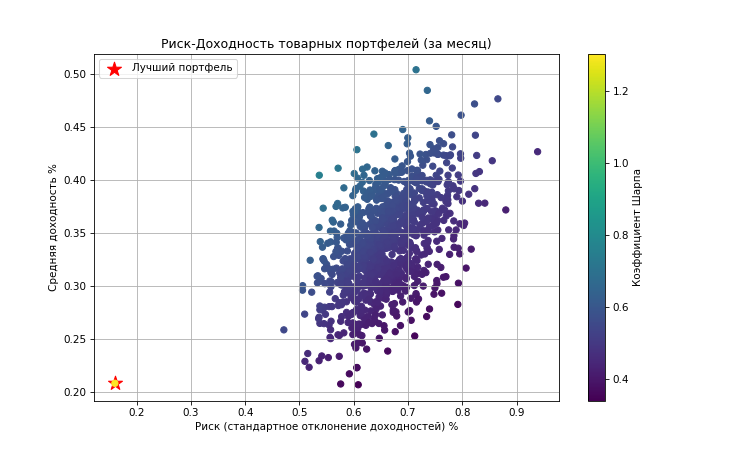 Риск-Доходность товарных портфелей (за месяц)
Лучший портфель
Средняя доходность %
0.50
0.45
0.40
0.35
0.30
0.25
0.20
0.2 0.3 0.4 0.5 0.6 0.7 0.8 0.9
Риск (стандартное отклонение доходностей) %
1.2
1.0
0.8
0.6
0.4
Коэффициент Шарпа